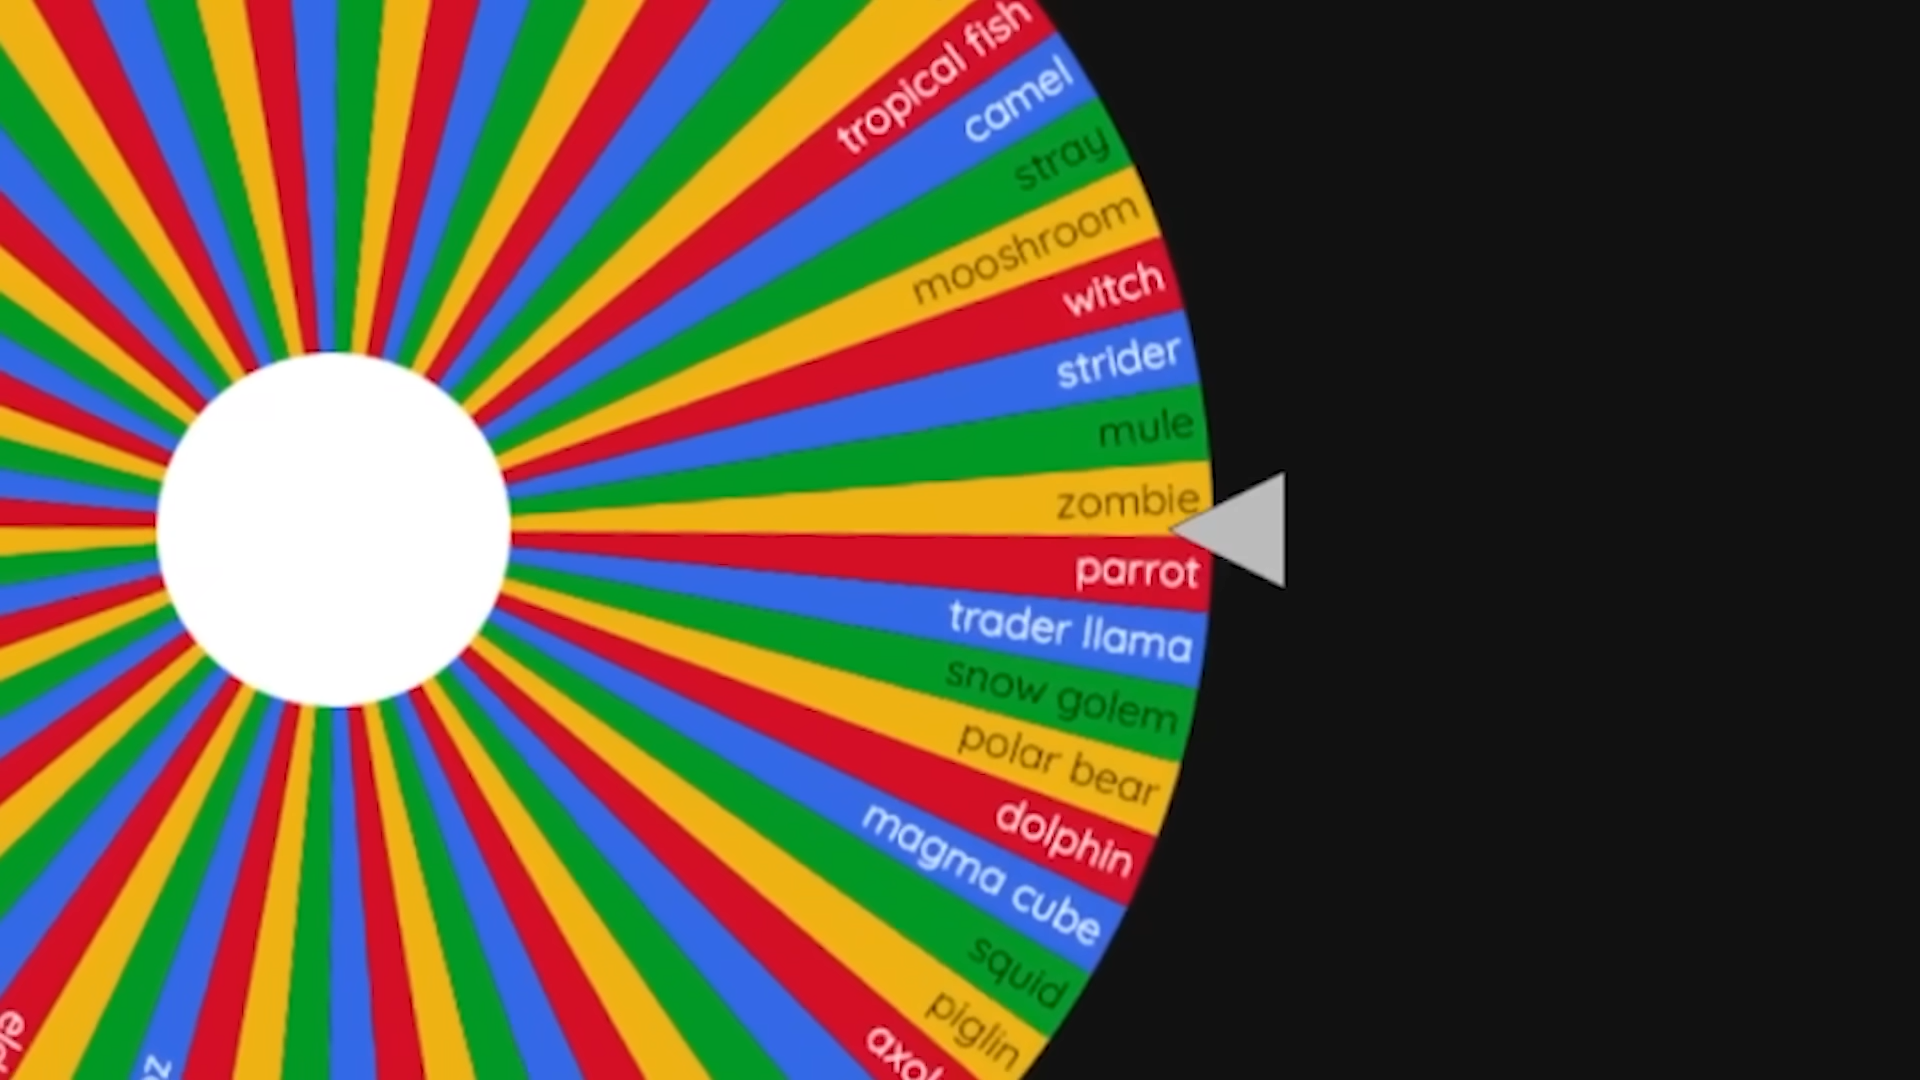 tropical fish
camel
stray
mooshroom
witch
strider
mule
zombie
parrot
trader llama
snow golem
polar bear
dolphin
magma cube
squid
piglin